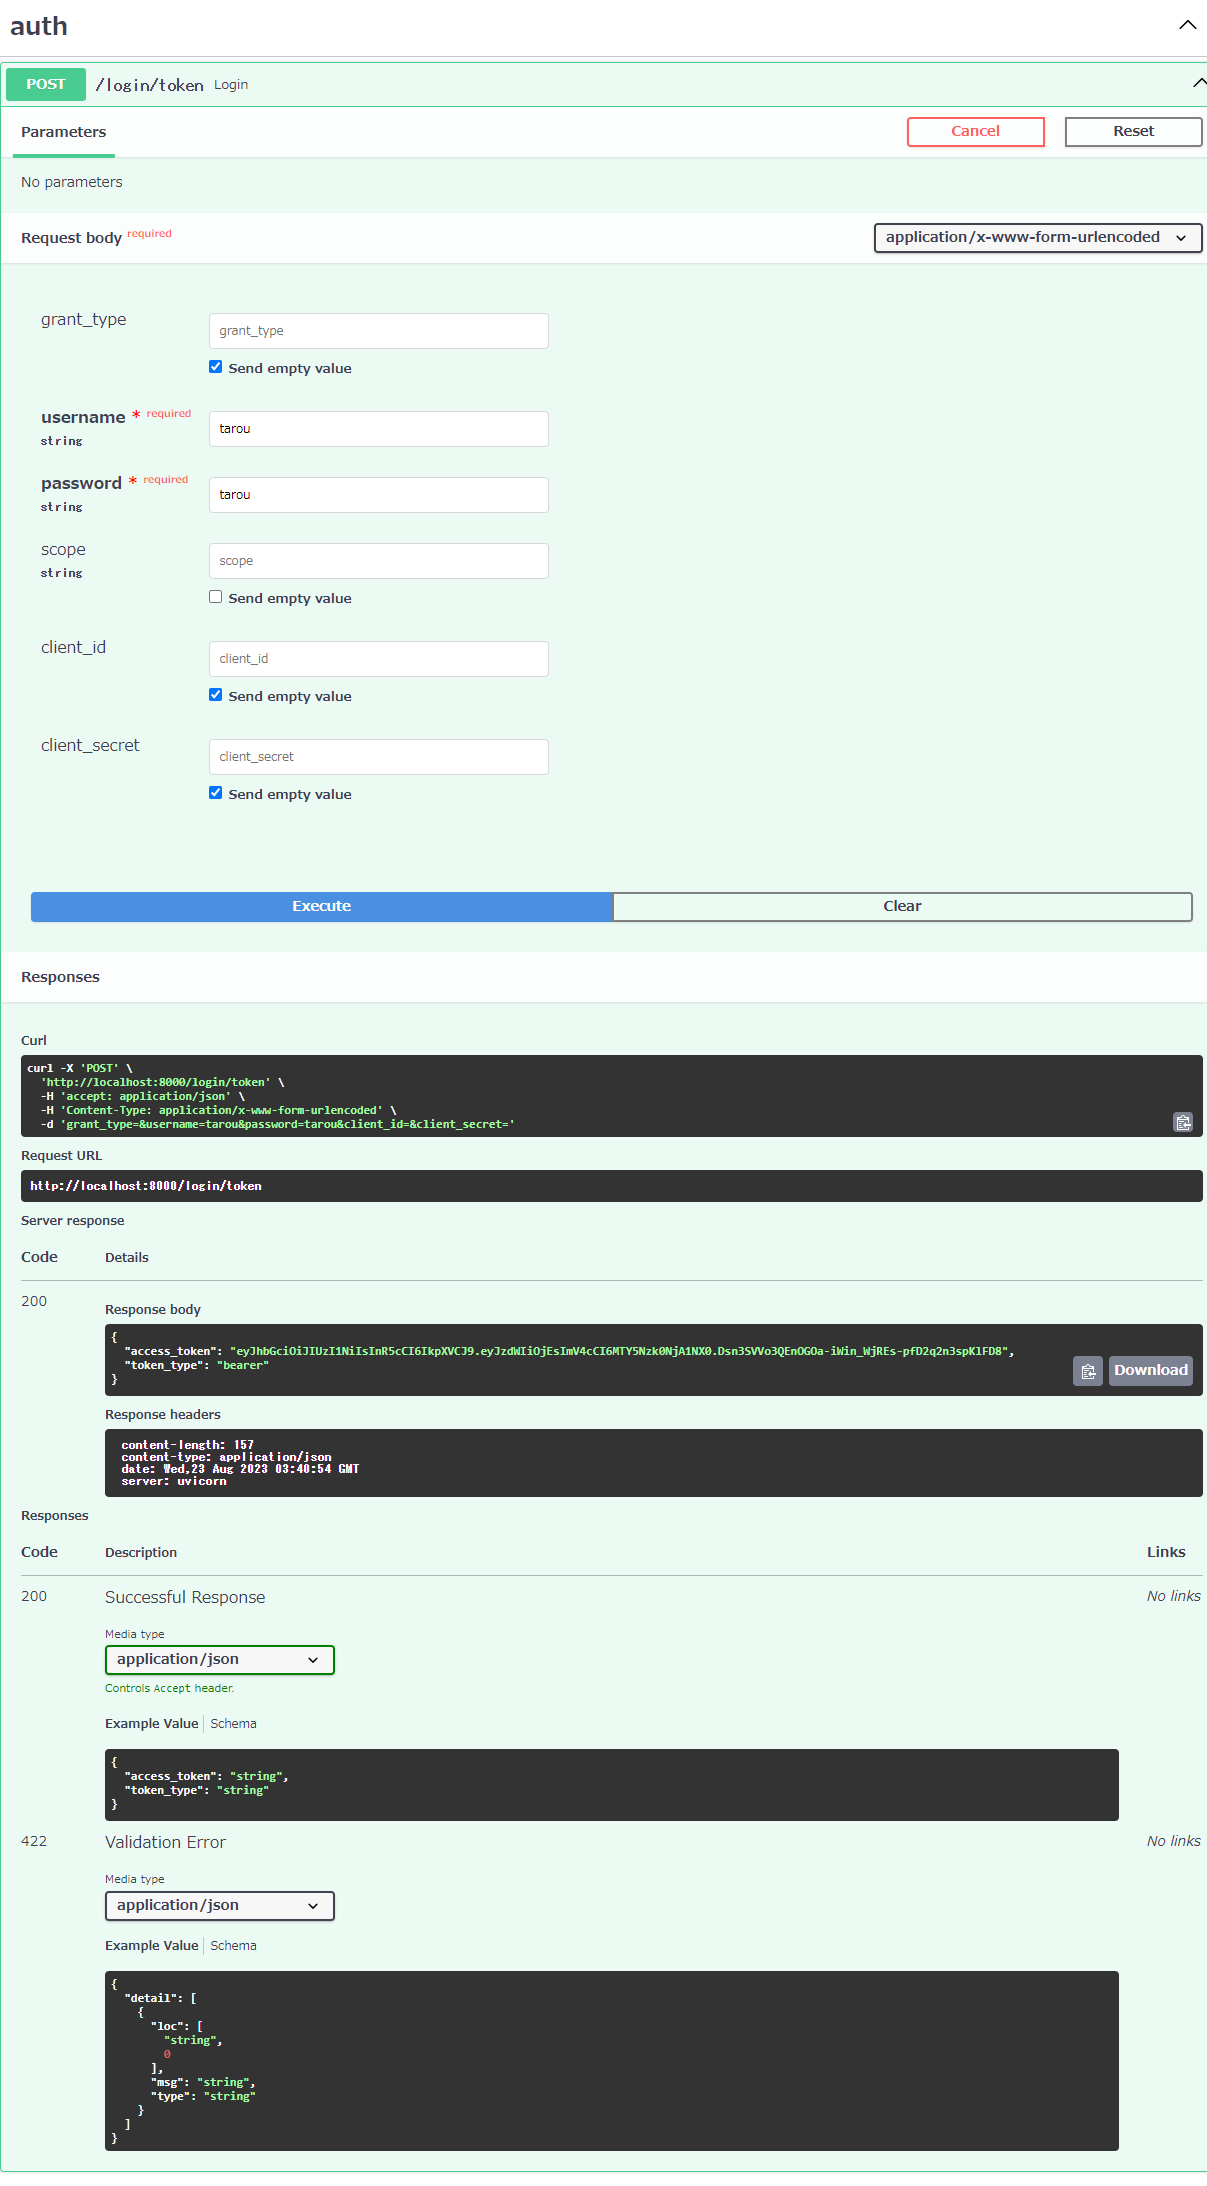 auth
POST /login/token Login
Parameters
Cancel
Reset
No parameters
Request body required
application/x-www-form-urlencoded
grant_type
grant_type
Send empty value
username * required
string
tarou
password * required
string
tarou
scope
string
scope
Send empty value
client_id
client_id
Send empty value
client_secret
client_secret
Send empty value
Execute
Clear
Responses
Curl
curl -X 'POST' \
'http://localhost:8000/login/token' \
-H 'accept: application/json' \
-H 'Content-Type: application/x-www-form-urlencoded' \
-d 'grant_type=&username=tarou&password=tarou&client_id=&client_secret='
Request URL
http://localhost:8000/login/token
Server response
Code Details
200
Response body
{
"access_token": "eyJhbGciOiJIUzI1NiIsInR5cCI6IkpXVCJ9.eyJzdWIiOjEsImV4cCI6MTY5Nzk0NjA1NX0.Dsn3SVVo3QEnOGOa-iWin_WjREs-pfD2q2n3spKlFD8",
"token_type": "bearer"
}
Download
Response headers
content-length: 157
content-type: application/json
date: Wed,23 Aug 2023 03:40:54 GMT
server: uvicorn
Responses
Code Description Links
200 Successful Response No links
Media type
application/json
Controls Accept header.
Example Value Schema
{
"access_token": "string",
"token_type": "string"
}
422 Validation Error No links
Media type
application/json
Example Value Schema
{
"detail": [
{
"loc": [
"string",
0
],
"msg": "string",
"type": "string"
}
]
}